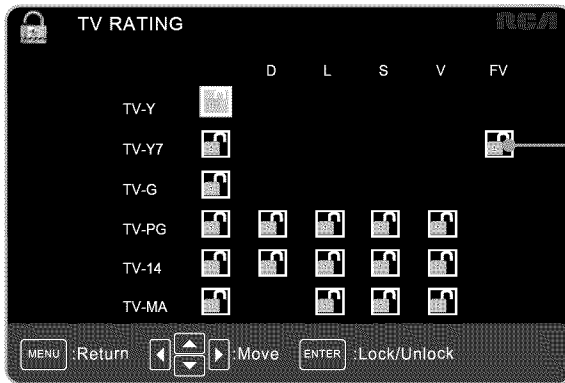 TV RATING RCA
D L S V FV
TV-Y
TV-Y7
TV-G
TV-PG
TV-14
TV-MA
MENU :Return :Move ENTER :Lock/Unlock